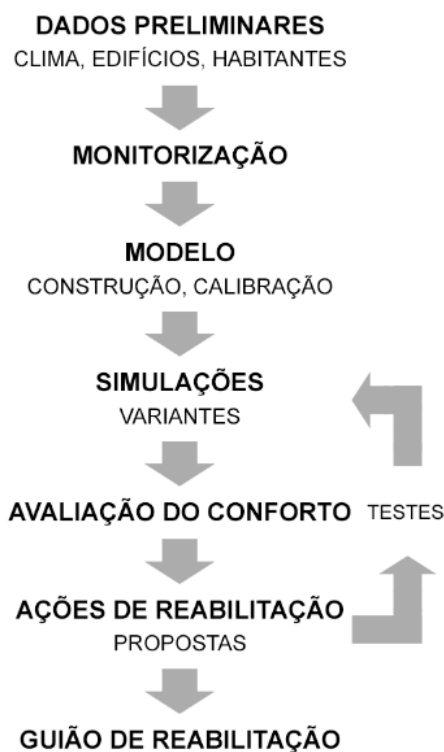 DADOS PRELIMINARES
CLIMA, EDIFÍCIOS, HABITANTES
MONITORIZAÇÃO
MODELO
CONSTRUÇÃO, CALIBRAÇÃO
SIMULAÇÕES
VARIANTES
AVALIAÇÃO DO CONFORTO
TESTES
AÇÕES DE REABILITAÇÃO
PROPOSTAS
GUIÃO DE REABILITAÇÃO